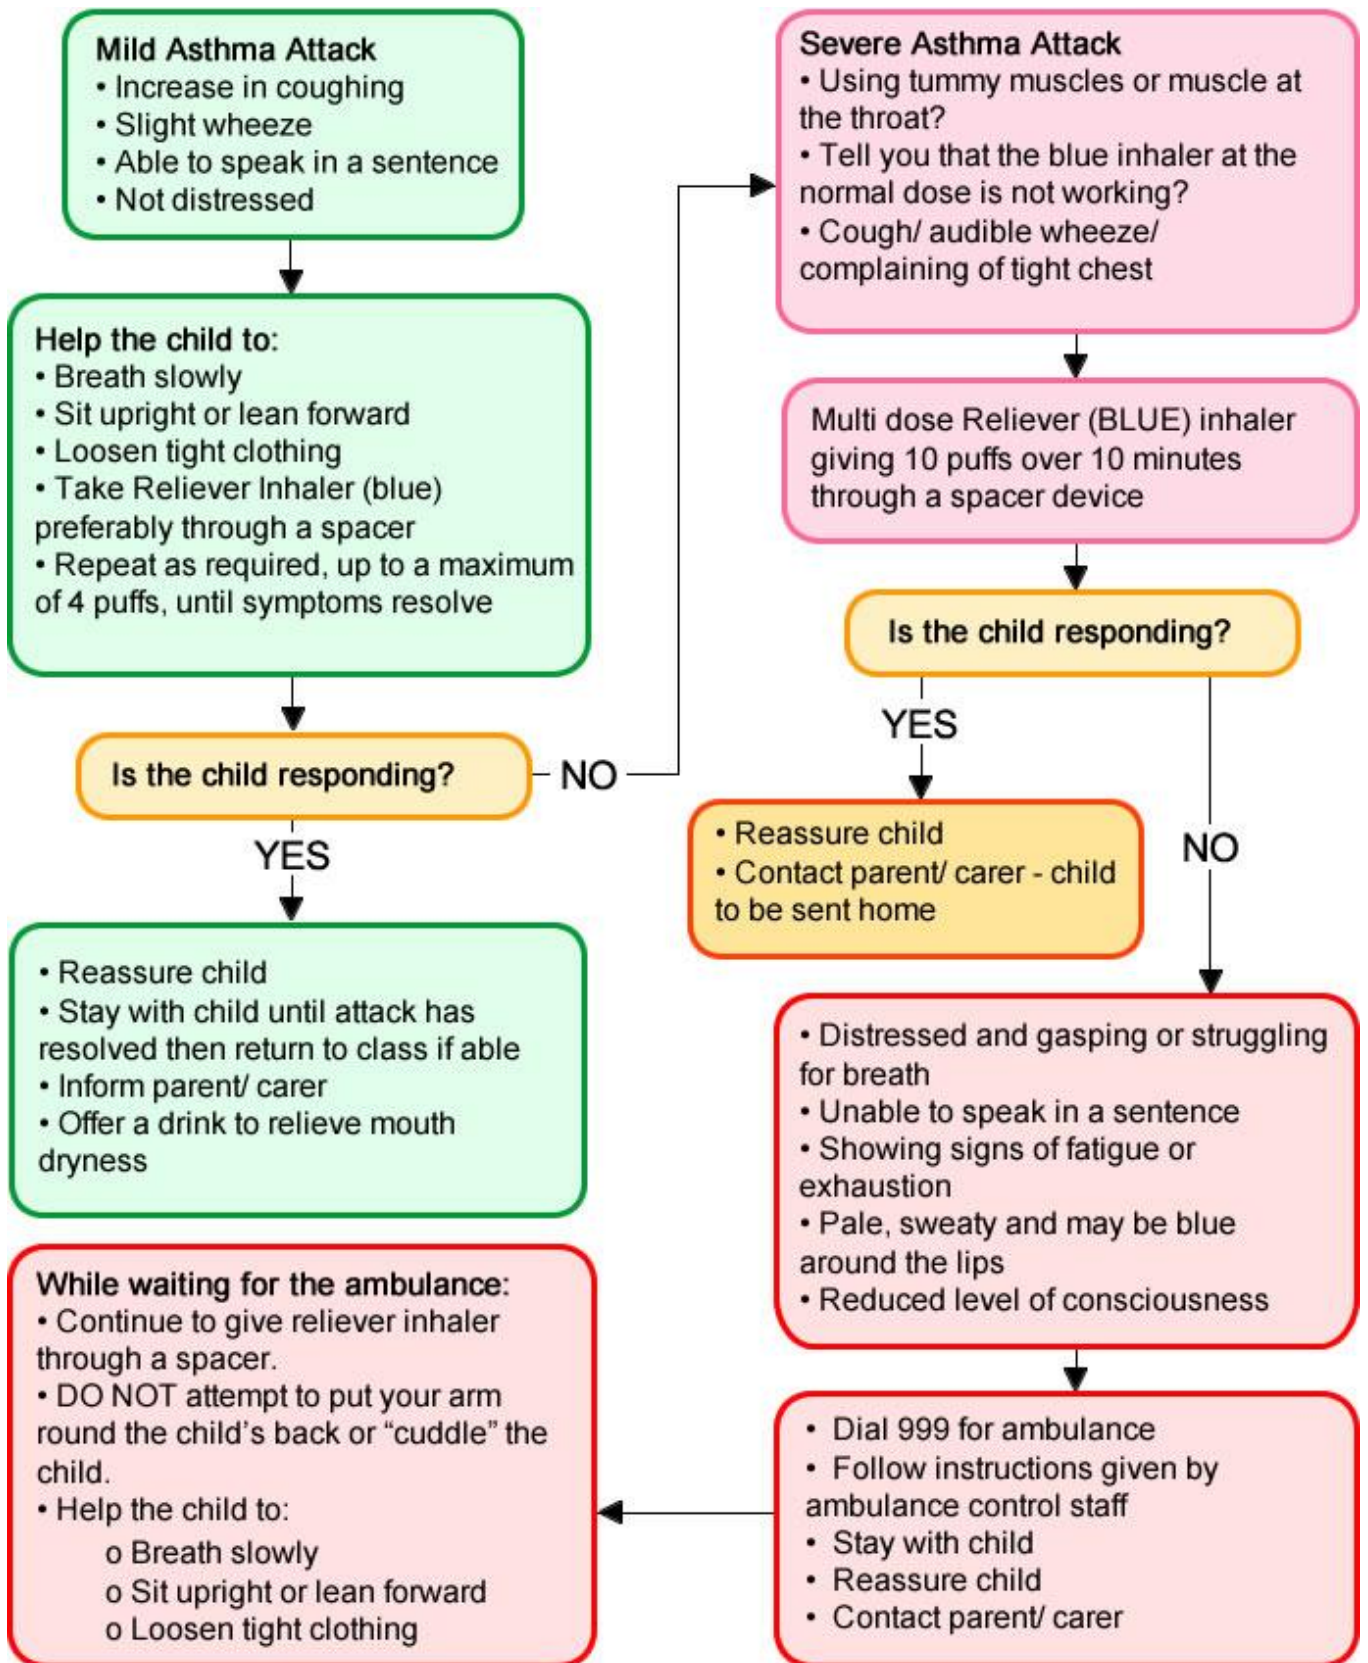 Mild Asthma Attack
• Increase in coughing
• Slight wheeze
• Able to speak in a sentence
• Not distressed
Help the child to:
• Breath slowly
• Sit upright or lean forward
• Loosen tight clothing
• Take Reliever Inhaler (blue)
preferably through a spacer
• Repeat as required, up to a maximum
of 4 puffs, until symptoms resolve
Is the child responding?
NO
YES
• Reassure child
• Stay with child until attack has
resolved then return to class if able
• Inform parent/ carer
• Offer a drink to relieve mouth
dryness
Severe Asthma Attack
• Using tummy muscles or muscle at
the throat?
• Tell you that the blue inhaler at the
normal dose is not working?
• Cough/ audible wheeze/
complaining of tight chest
Multi dose Reliever (BLUE) inhaler
giving 10 puffs over 10 minutes
through a spacer device
Is the child responding?
YES
• Reassure child
• Contact parent/ carer - child
to be sent home
NO
• Distressed and gasping or struggling
for breath
• Unable to speak in a sentence
• Showing signs of fatigue or
exhaustion
• Pale, sweaty and may be blue
around the lips
• Reduced level of consciousness
• Dial 999 for ambulance
• Follow instructions given by
ambulance control staff
• Stay with child
• Reassure child
• Contact parent/ carer
While waiting for the ambulance:
• Continue to give reliever inhaler
through a spacer.
• DO NOT attempt to put your arm
round the child's back or “cuddle” the
child.
• Help the child to:
o Breath slowly
o Sit upright or lean forward
o Loosen tight clothing